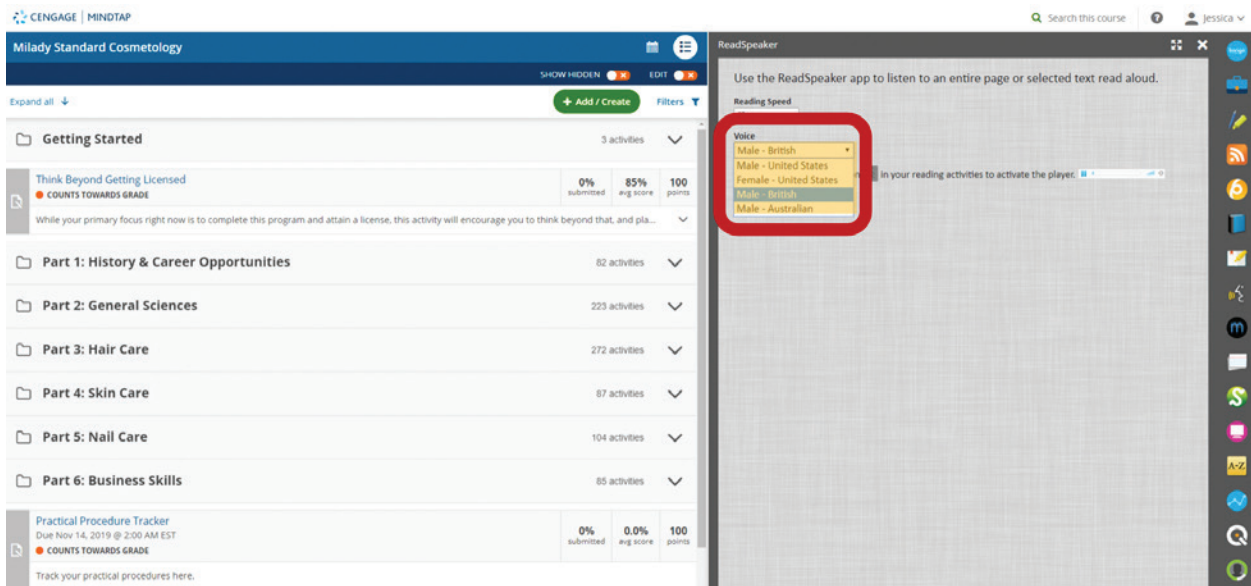 CENGAGE | MINDTAP
Search this course
Jessica
Milady Standard Cosmetology
SHOW HIDDEN
EDIT
Expand all
+ Add / Create
Filters
Getting Started
3 activities
Think Beyond Getting Licensed
COUNTS TOWARDS GRADE
0% submitted
85% avg score
100 points
While your primary focus right now is to complete this program and attain a license, this activity will encourage you to think beyond that, and pla...
Part 1: History & Career Opportunities
82 activities
Part 2: General Sciences
223 activities
Part 3: Hair Care
272 activities
Part 4: Skin Care
87 activities
Part 5: Nail Care
104 activities
Part 6: Business Skills
85 activities
Practical Procedure Tracker
Due Nov 14, 2019 @ 2:00 AM EST
COUNTS TOWARDS GRADE
0% submitted
0.0% avg score
100 points
Track your practical procedures here.
ReadSpeaker
Use the ReadSpeaker app to listen to an entire page or selected text read aloud.
Reading Speed
Voice
Male - British
Male - United States
Female - United States
Male - British
Male - Australian
in your reading activities to activate the player.
A-Z